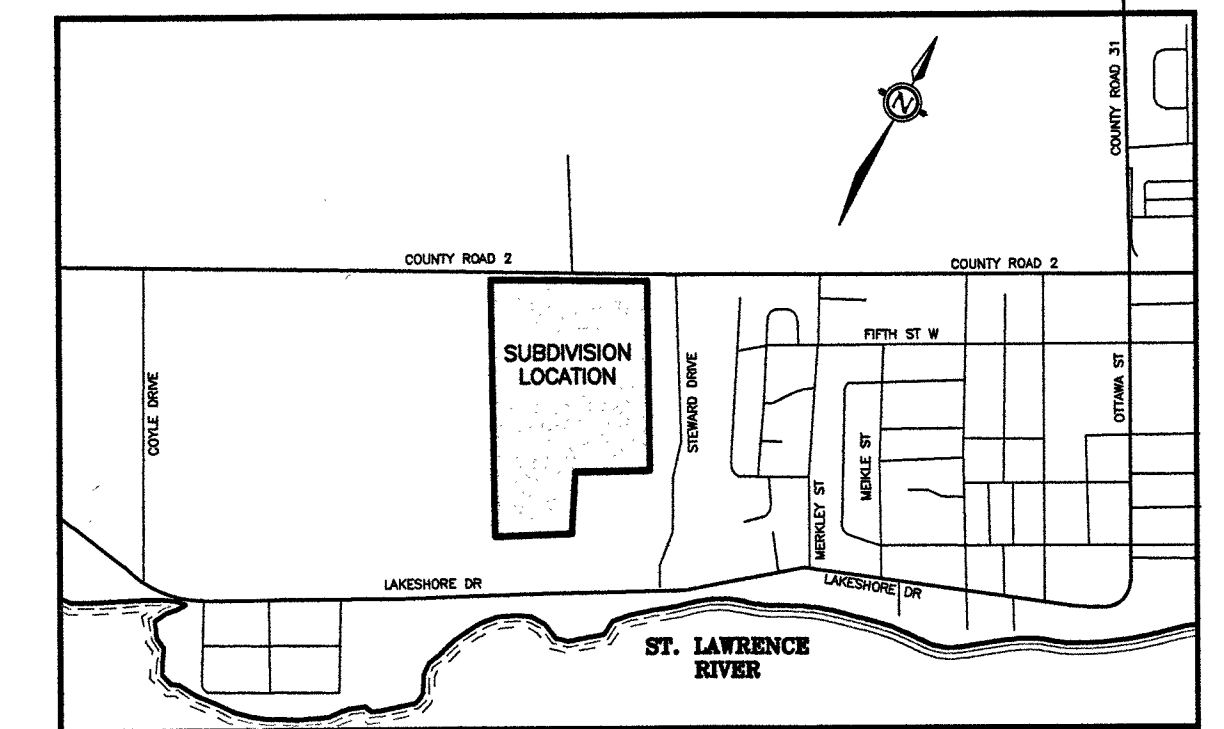 COUNTY ROAD 31
N
COUNTY ROAD 2
COUNTY ROAD 2
FIFTH ST W
SUBDIVISION
LOCATION
COYLE DRIVE
STEWARD DRIVE
OTTAWA ST
MEIKLE ST
MERKLEY ST
LAKESHORE DR
LAKESHORE DR
ST. LAWRENCE
RIVER